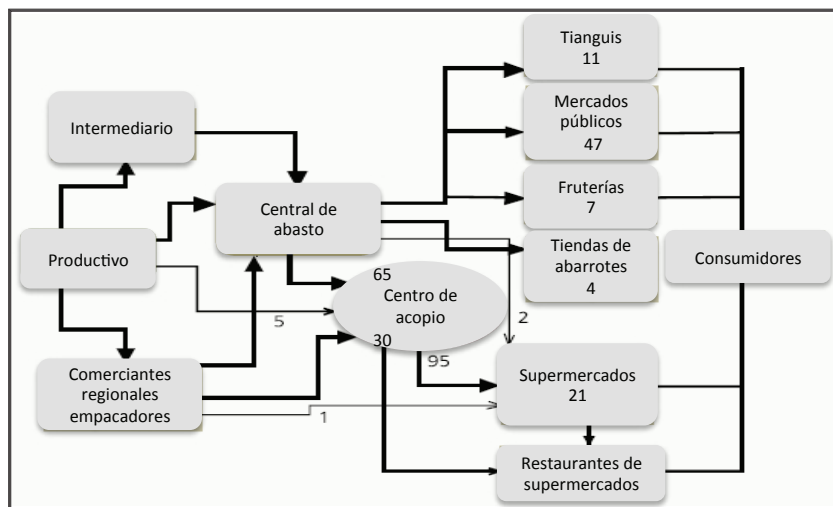 Tianguis
11
Intermediario
Mercados
públicos
47
Central de
abasto
Fruterías
7
Productivo
Tiendas de
abarrotes
4
Consumidores
65
Centro de
acopio
30
5
2
95
Comerciantes
regionales
empacadores
1
Supermercados
21
Restaurantes de
supermercados